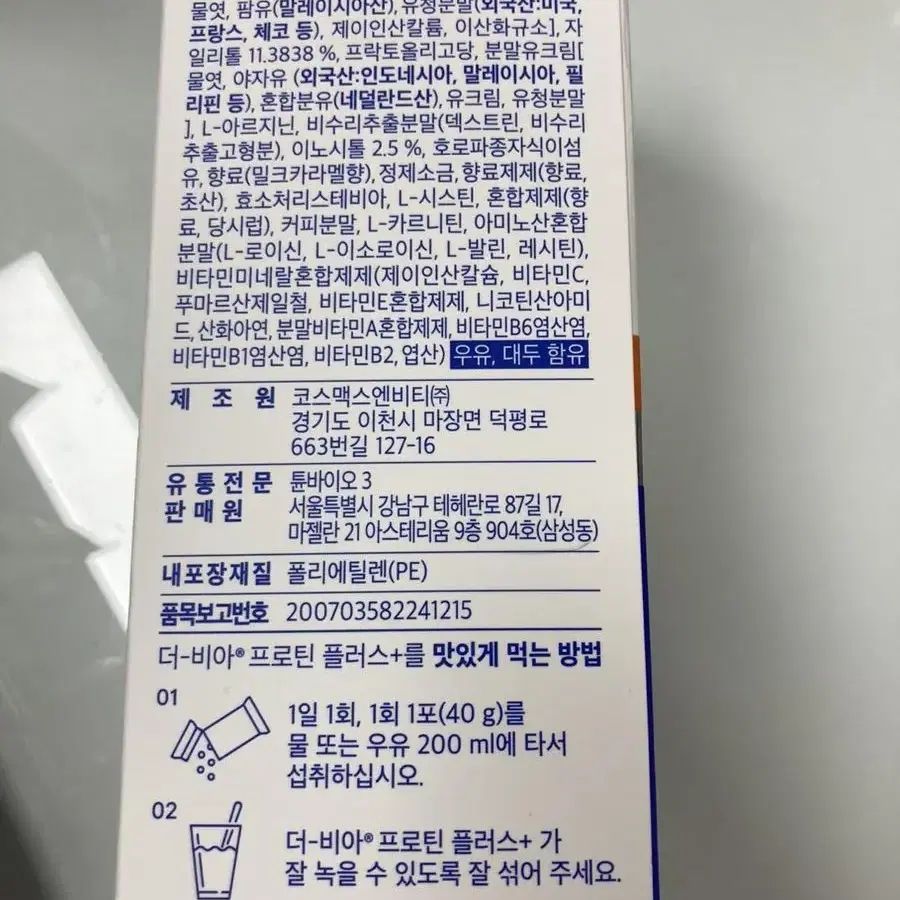 물엿, 팜유(말레이시아산), 유청분말(외국산:미국,
프랑스, 체코 등), 제이인산칼륨, 이산화규소], 자
일리톨 11.3838 %, 프락토올리고당, 분말유크림[
물엿, 야자유 (외국산:인도네시아, 말레이시아, 필
리핀 등), 혼합분유(네덜란드산), 유크림, 유청분말
], L-아르지닌, 비수리추출분말(덱스트린, 비수리
추출고형분), 이노시톨 2.5 %, 호로파종자식이섬
유, 향료(밀크카라멜향), 정제소금, 향료제제(향료,
초산), 효소처리스테비아, L-시스틴, 혼합제제(향
료, 당시럽), 커피분말, L-카르니틴, 아미노산혼합
분말(L-로이신, L-이소로이신, L-발린, 레시틴),
비타민미네랄혼합제제(제이인산칼슘, 비타민C,
푸마르산제일철, 비타민E혼합제제, 니코틴산아미
드, 산화아연, 분말비타민A혼합제제, 비타민B6염산염,
비타민B1염산염, 비타민B2, 엽산) 우유, 대두 함유
제 조 원 코스맥스엔비티㈜
경기도 이천시 마장면 덕평로
663번길 127-16
유통전문 튠바이오 3
판 매 원 서울특별시 강남구 테헤란로 87길 17,
마젤란 21 아스테리움 9층 904호(삼성동)
내포장재질 폴리에틸렌(PE)
품목보고번호 200703582241215
더-비아® 프로틴 플러스+를 맛있게 먹는 방법
01
1일 1회, 1회 1포(40 g)를
물 또는 우유 200 ml에 타서
섭취하십시오.
02
더-비아® 프로틴 플러스+ 가
잘 녹을 수 있도록 잘 섞어 주세요.